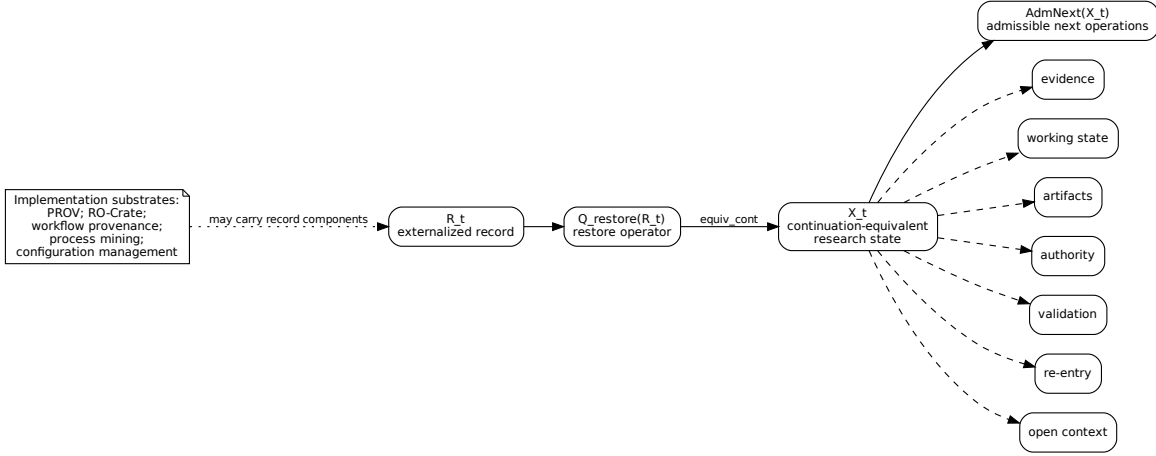 Implementation substrates:
PROV; RO-Crate;
workflow provenance;
process mining;
configuration management
may carry record components
R_t
externalized record
Q_restore(R_t)
restore operator
equiv_cont
X_t
continuation-equivalent
research state
AdmNext(X_t)
admissible next operations
evidence
working state
artifacts
authority
validation
re-entry
open context